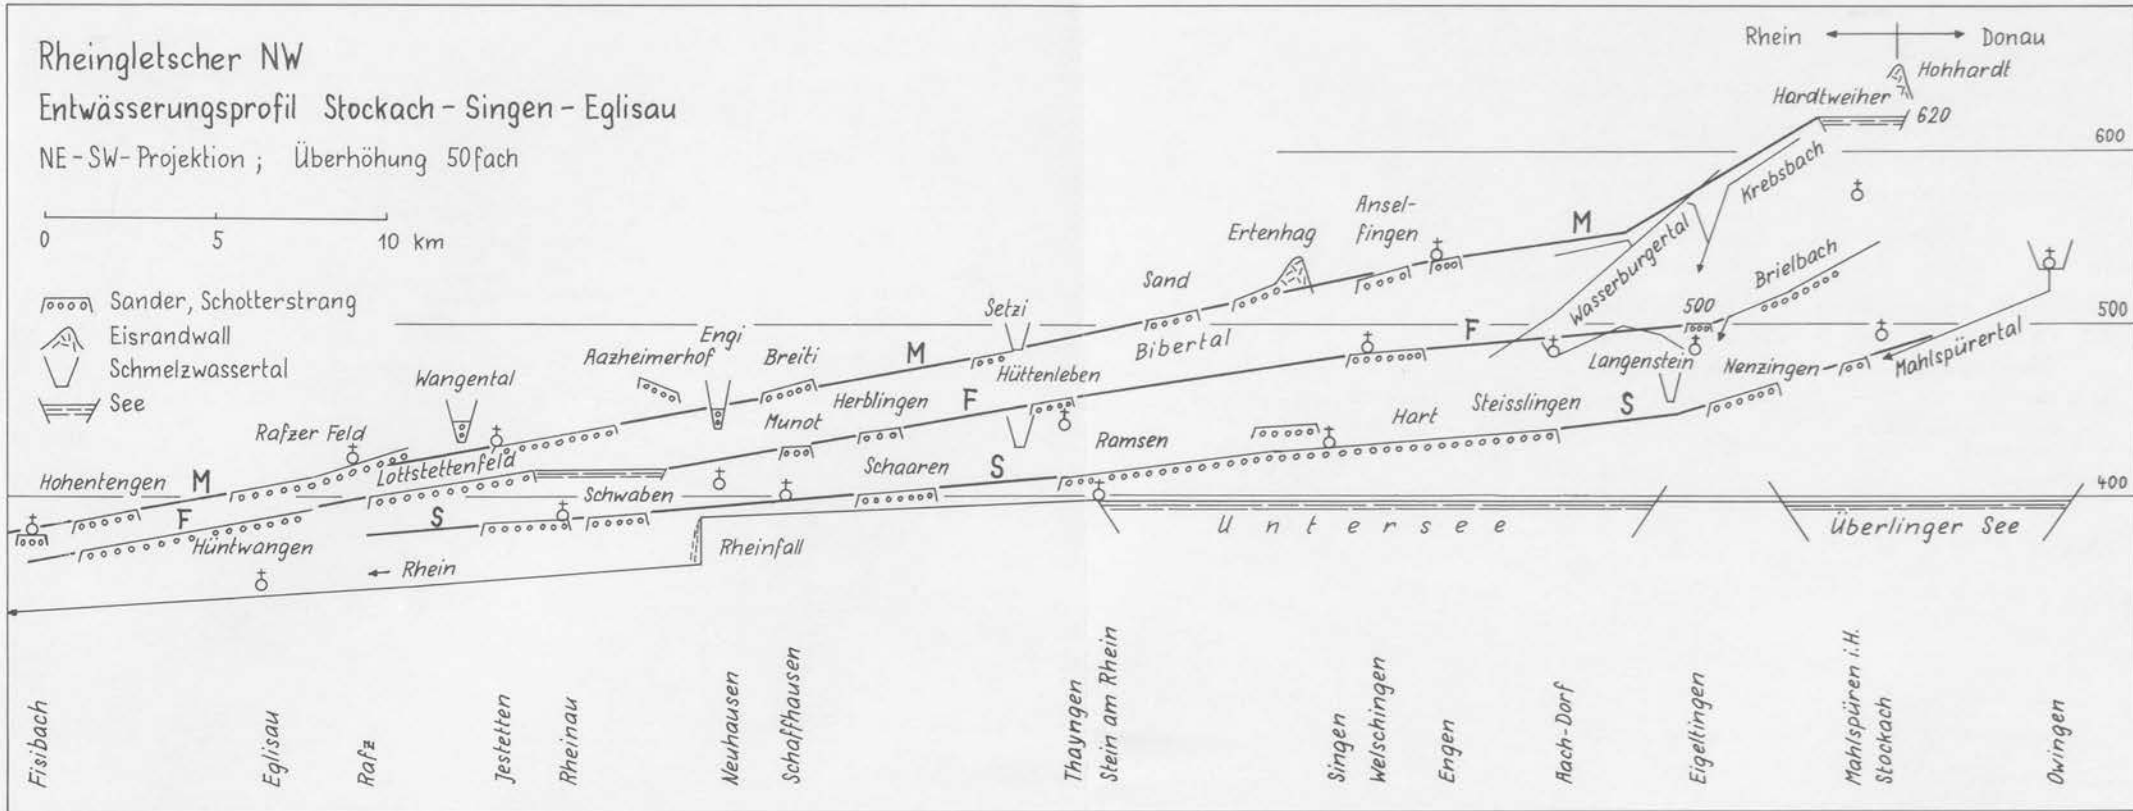 Rheingletscher NW
Entwässerungsprofil Stockach - Singen - Eglisau
NE-SW-Projektion ; Überhöhung 50fach
0 5 10 km
Sander, Schotterstrang
Eisrandwall
Schmelzwassertal
See
Rhein Donau
Hohhardt
Hardtweiher
620
600
Krebsbach
Ansel-
fingen
M
Ertenhag
Wasserburgertal
Brielbach
Sand
Setzi
500
500
Engi
Bibertal
F
Mahlspürertal
Aazheimerhof
Breiti
M
Langenstein
Nenzingen
Wangental
Hüttenleben
Herblingen
F
Munot
Hart
Steisslingen
S
Rafzer Feld
Ramsen
Lottstettenfeld
Schaaren
S
Hohentengen
M
Schwaben
400
F
S
Untersee
Überlinger See
Hüntwangen
Rheinfall
Rhein
Fisibach
Eglisau
Rafz
Jestetten
Rheinau
Neuhausen
Schaffhausen
Thayngen
Stein am Rhein
Singen
Welschingen
Engen
Aach-Dorf
Eigeltingen
Mahlspüren i.H.
Stockach
Owingen